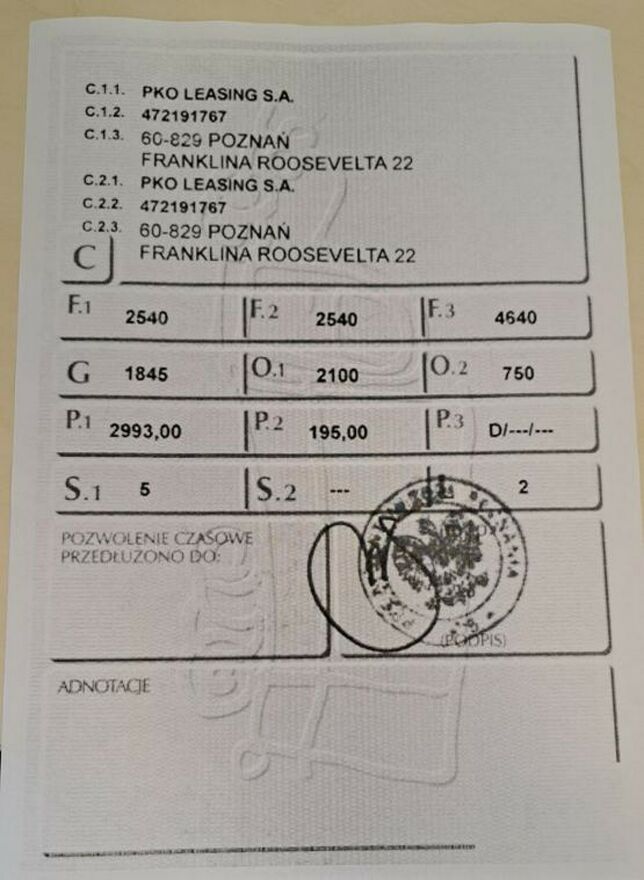 C.1.1. PKO LEASING S.A.
C.1.2. 472191767
C.1.3. 60-829 POZNAŃ
FRANKLINA ROOSEVELTA 22
C.2.1. PKO LEASING S.A.
C.2.2. 472191767
C.2.3. 60-829 POZNAŃ
FRANKLINA ROOSEVELTA 22
C
F.1 2540 F.2 2540 F.3 4640
G 1845 O.1 2100 O.2 750
P.1 2993,00 P.2 195,00 P.3 D/---/---
S.1 5 S.2 --- 2
POZWOLENIE CZASOWE
PRZEDŁUŻONO DO:
(PODPIS)
ADNOTACJE